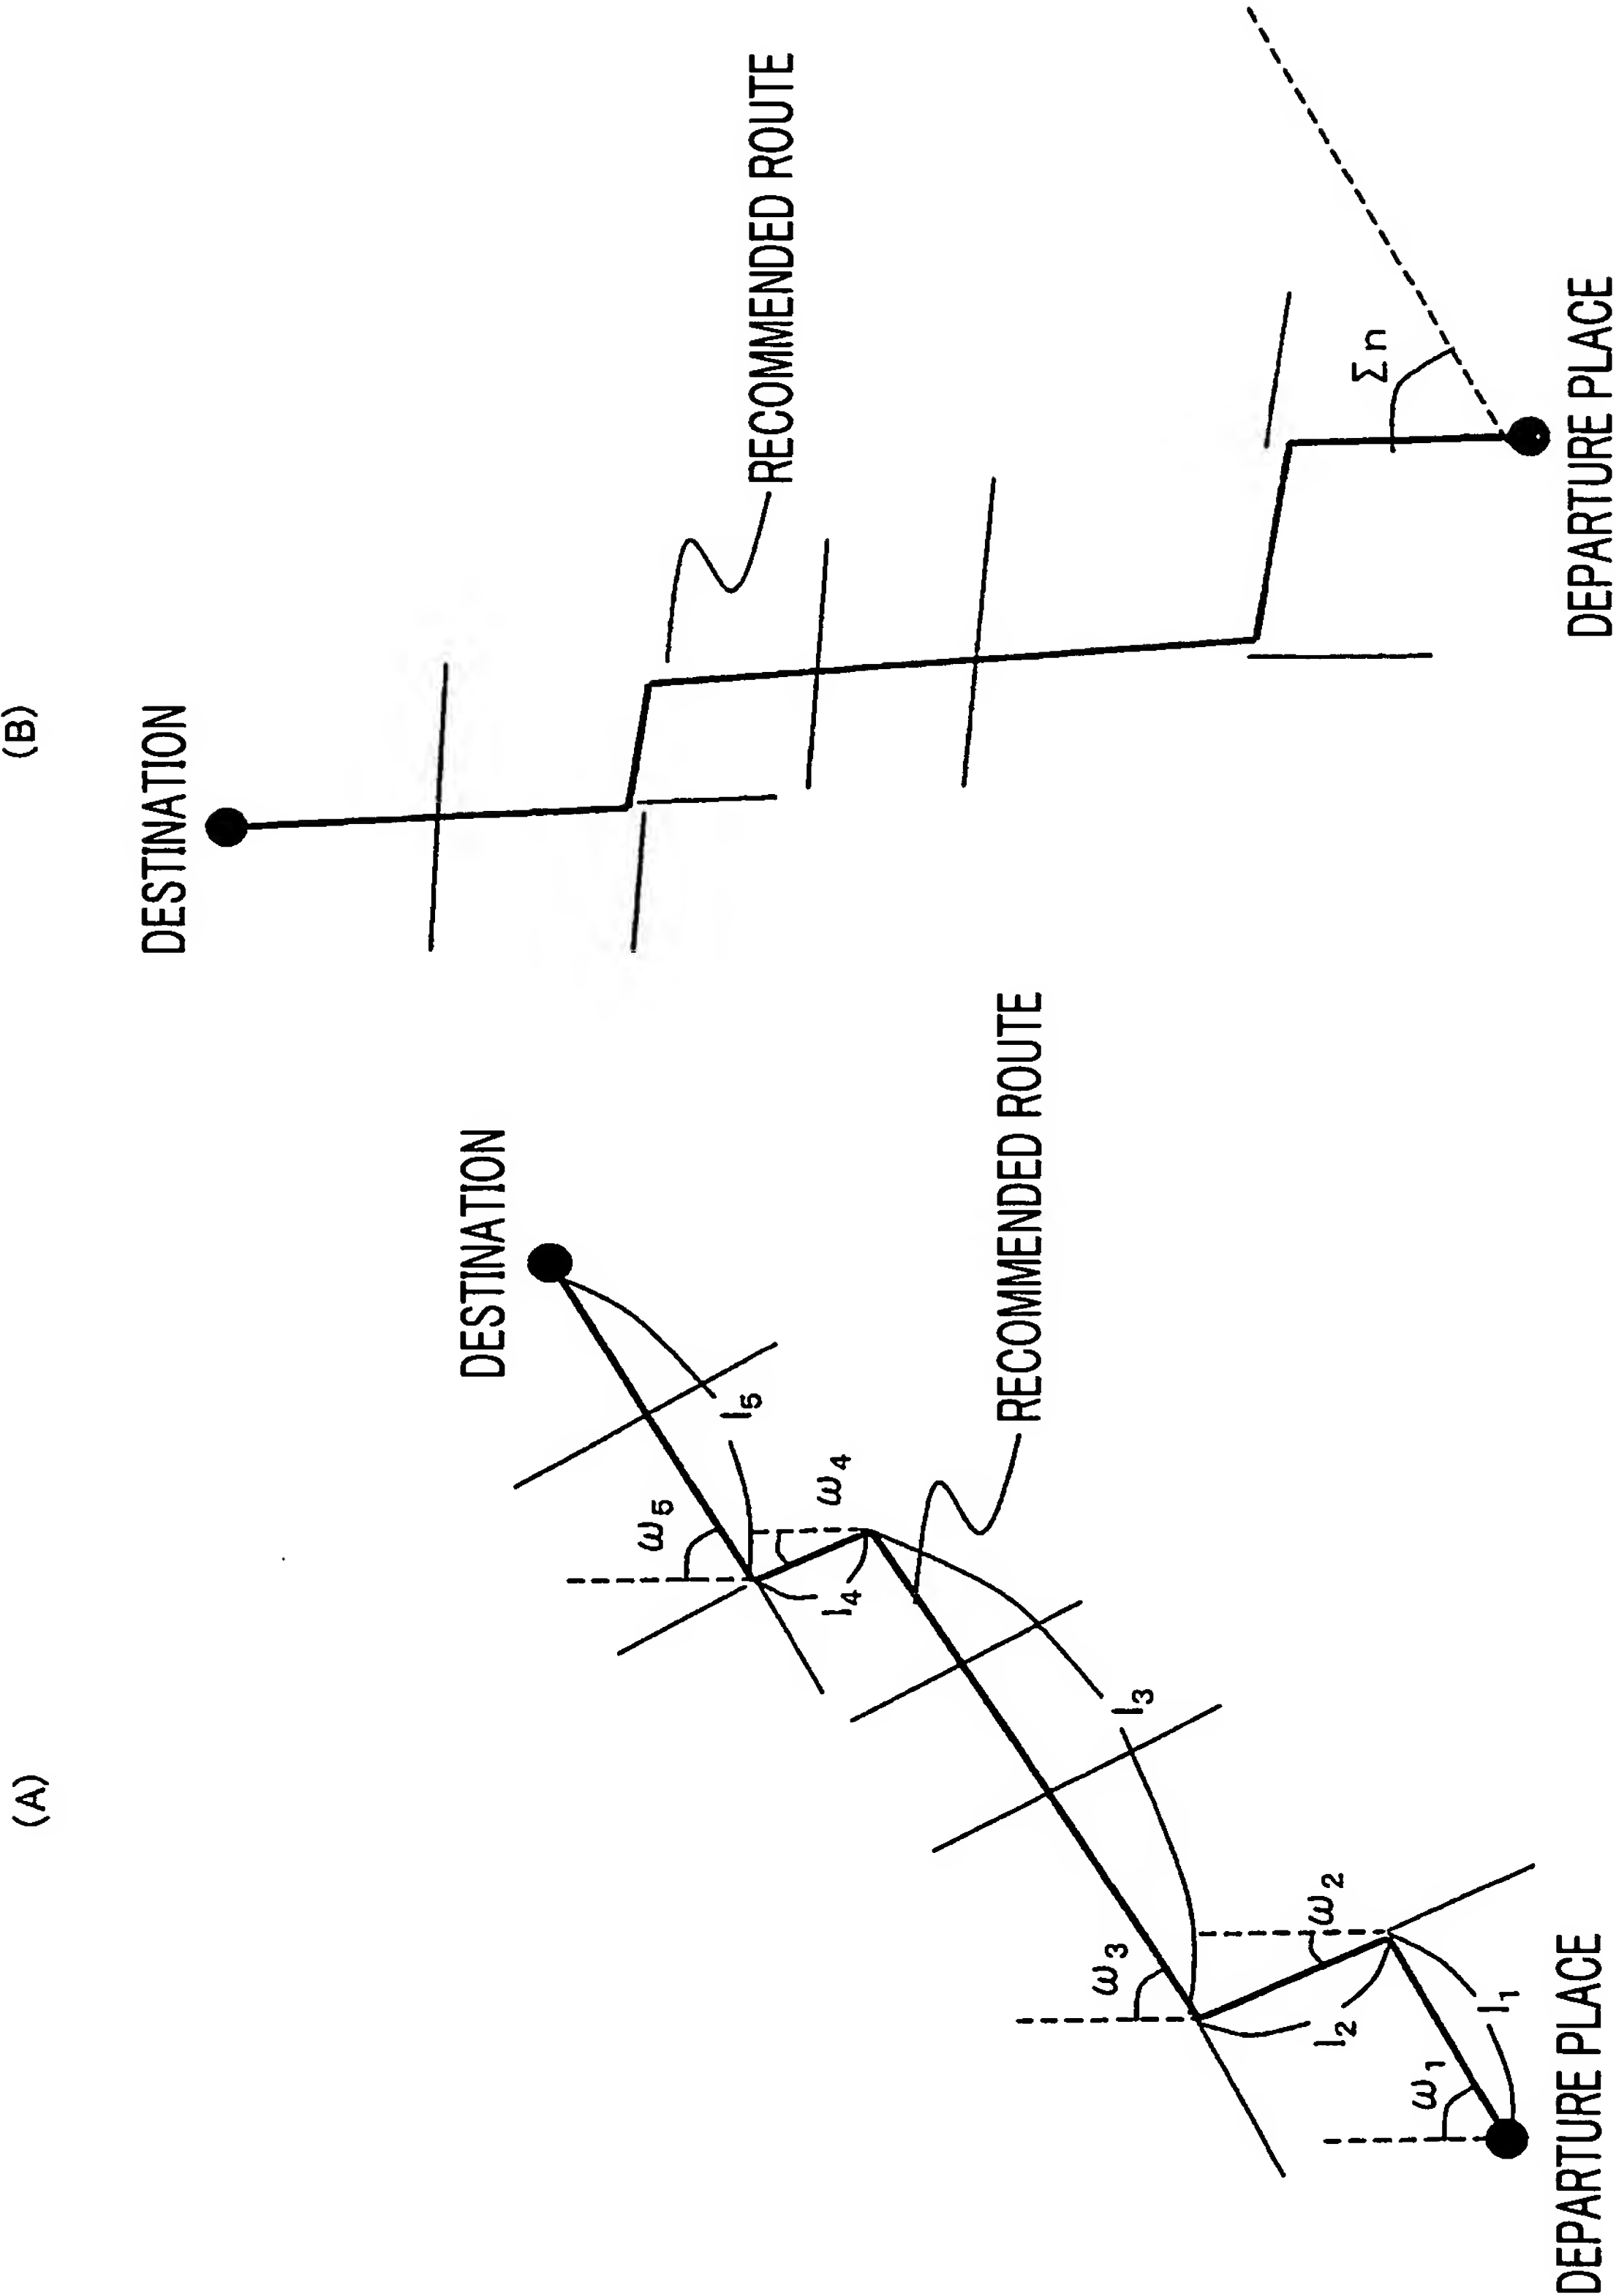 (A)
DESTINATION
ω5
l5
ω4
l4
RECOMMENDED ROUTE
l3
ω3
ω2
l2
ω1
l1
DEPARTURE PLACE
(B)
DESTINATION
RECOMMENDED ROUTE
Σn
DEPARTURE PLACE